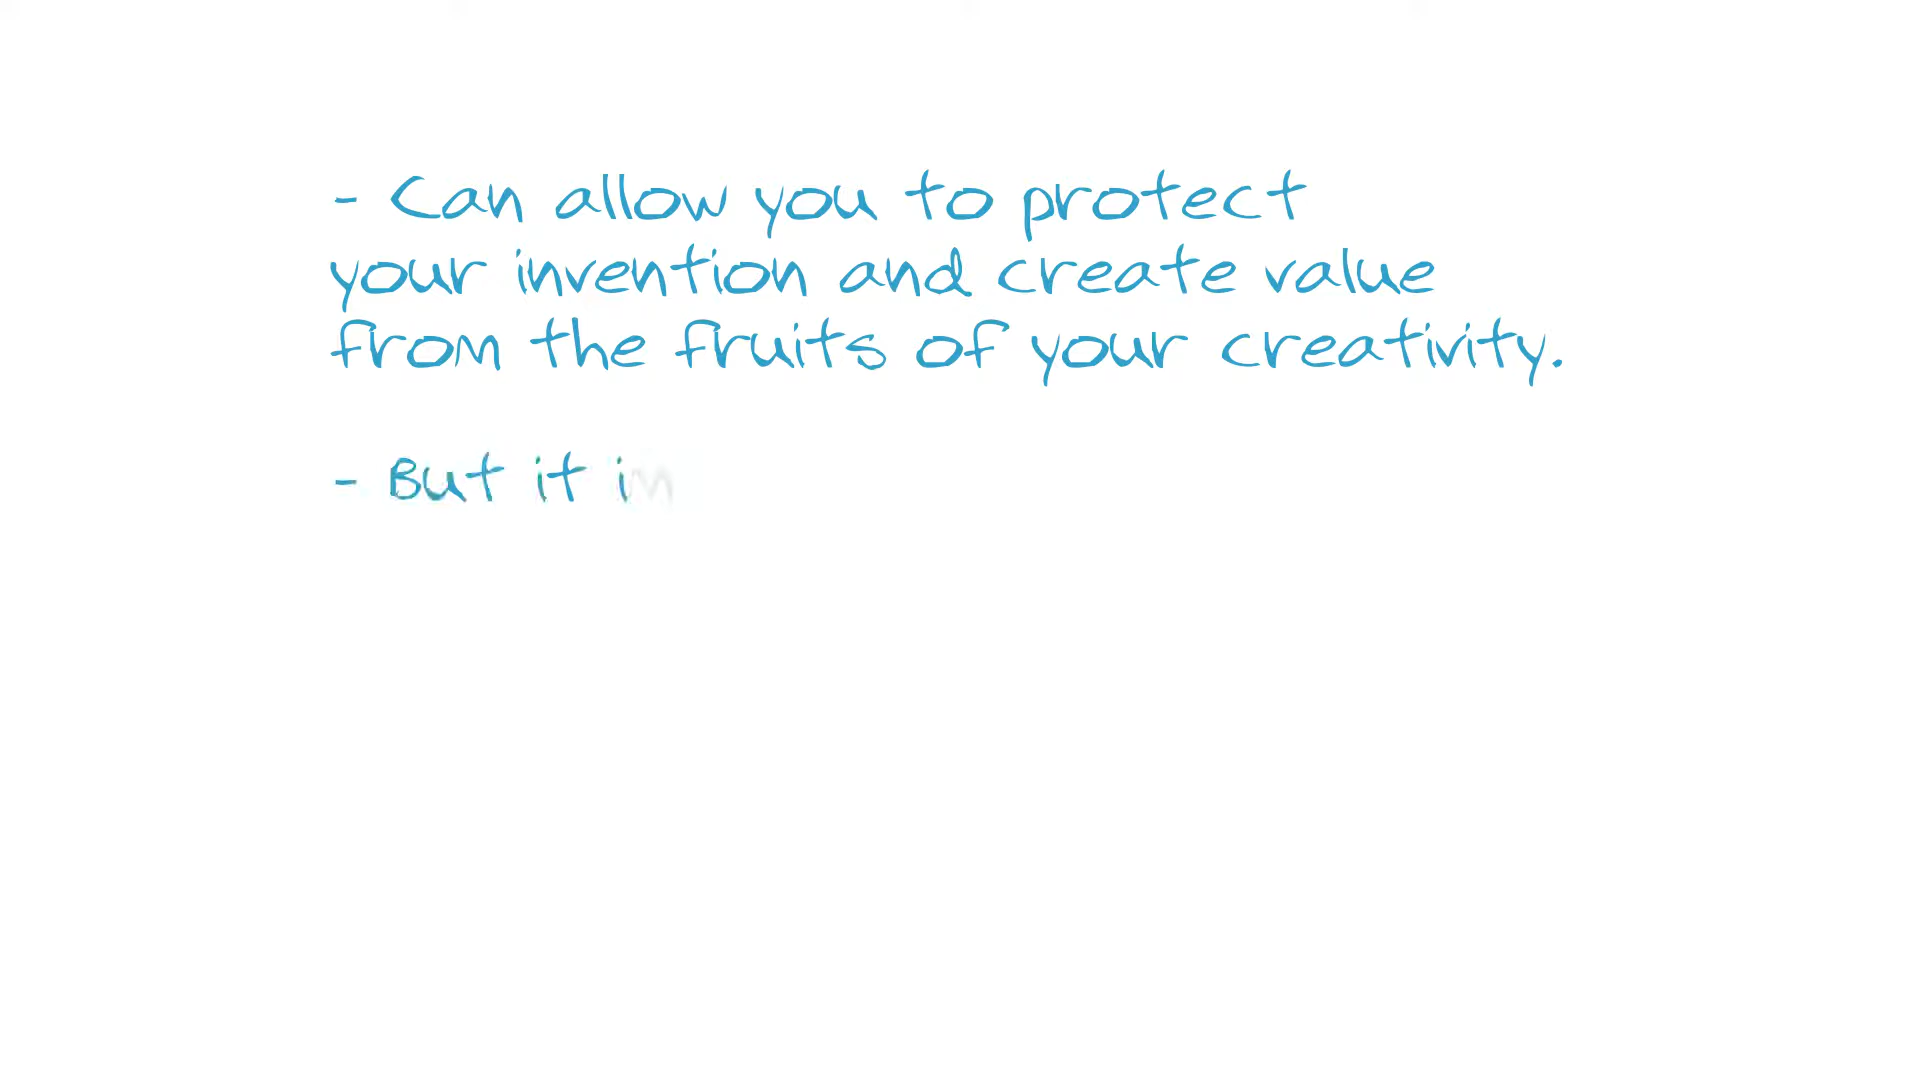 - Can allow you to protect
your invention and create value
from the fruits of your creativity.
- But it